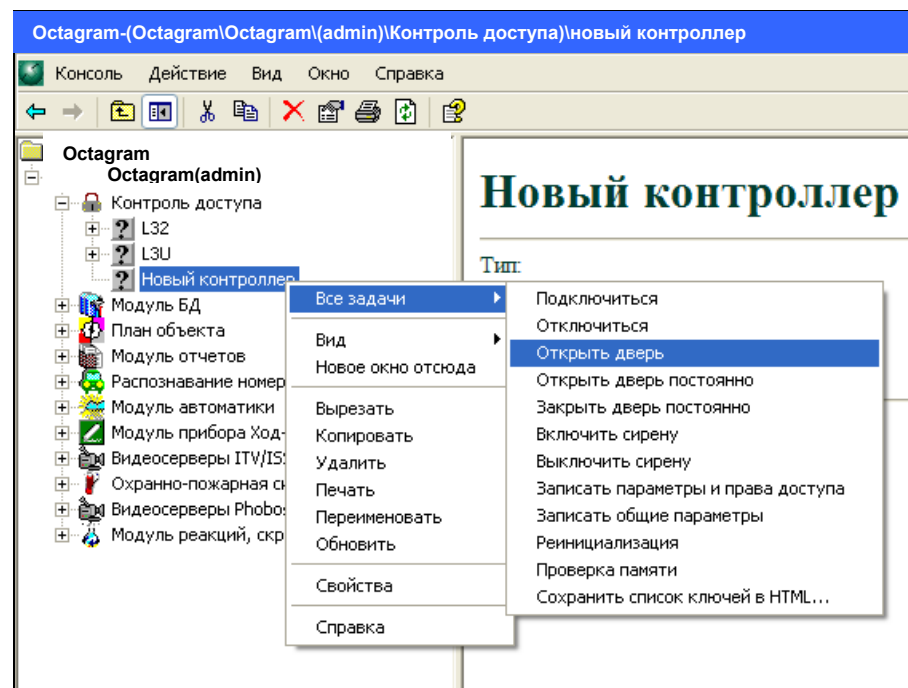 Octagram-(Octagram\Octagram\(admin)\Контроль доступа)\новый контроллер
Консоль Действие Вид Окно Справка
Octagram
Octagram(admin)
Контроль доступа
L32
L3U
Новый контроллер
Модуль БД
План объекта
Модуль отчетов
Распознавание номер
Модуль автоматики
Модуль прибора Ход-
Видеосерверы ITV/IS
Охранно-пожарная
Видеосерверы Phobo
Модуль реакций, скр
Новый контроллер
Тип:
Все задачи
Вид
Новое окно отсюда
Вырезать
Копировать
Удалить
Печать
Переименовать
Обновить
Свойства
Справка
Подключиться
Отключиться
Открыть дверь
Открыть дверь постоянно
Закрыть дверь постоянно
Включить сирену
Выключить сирену
Записать параметры и права доступа
Записать общие параметры
Реинициализация
Проверка памяти
Сохранить список ключей в HTML...